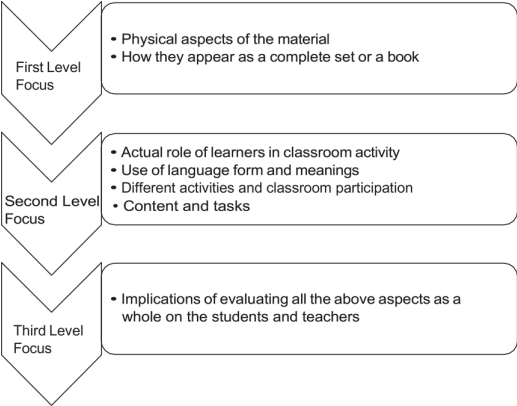 First Level
Focus
• Physical aspects of the material
• How they appear as a complete set or a book
Second Level
Focus
• Actual role of learners in classroom activity
• Use of language form and meanings
• Different activities and classroom participation
• Content and tasks
Third Level
Focus
• Implications of evaluating all the above aspects as a
whole on the students and teachers